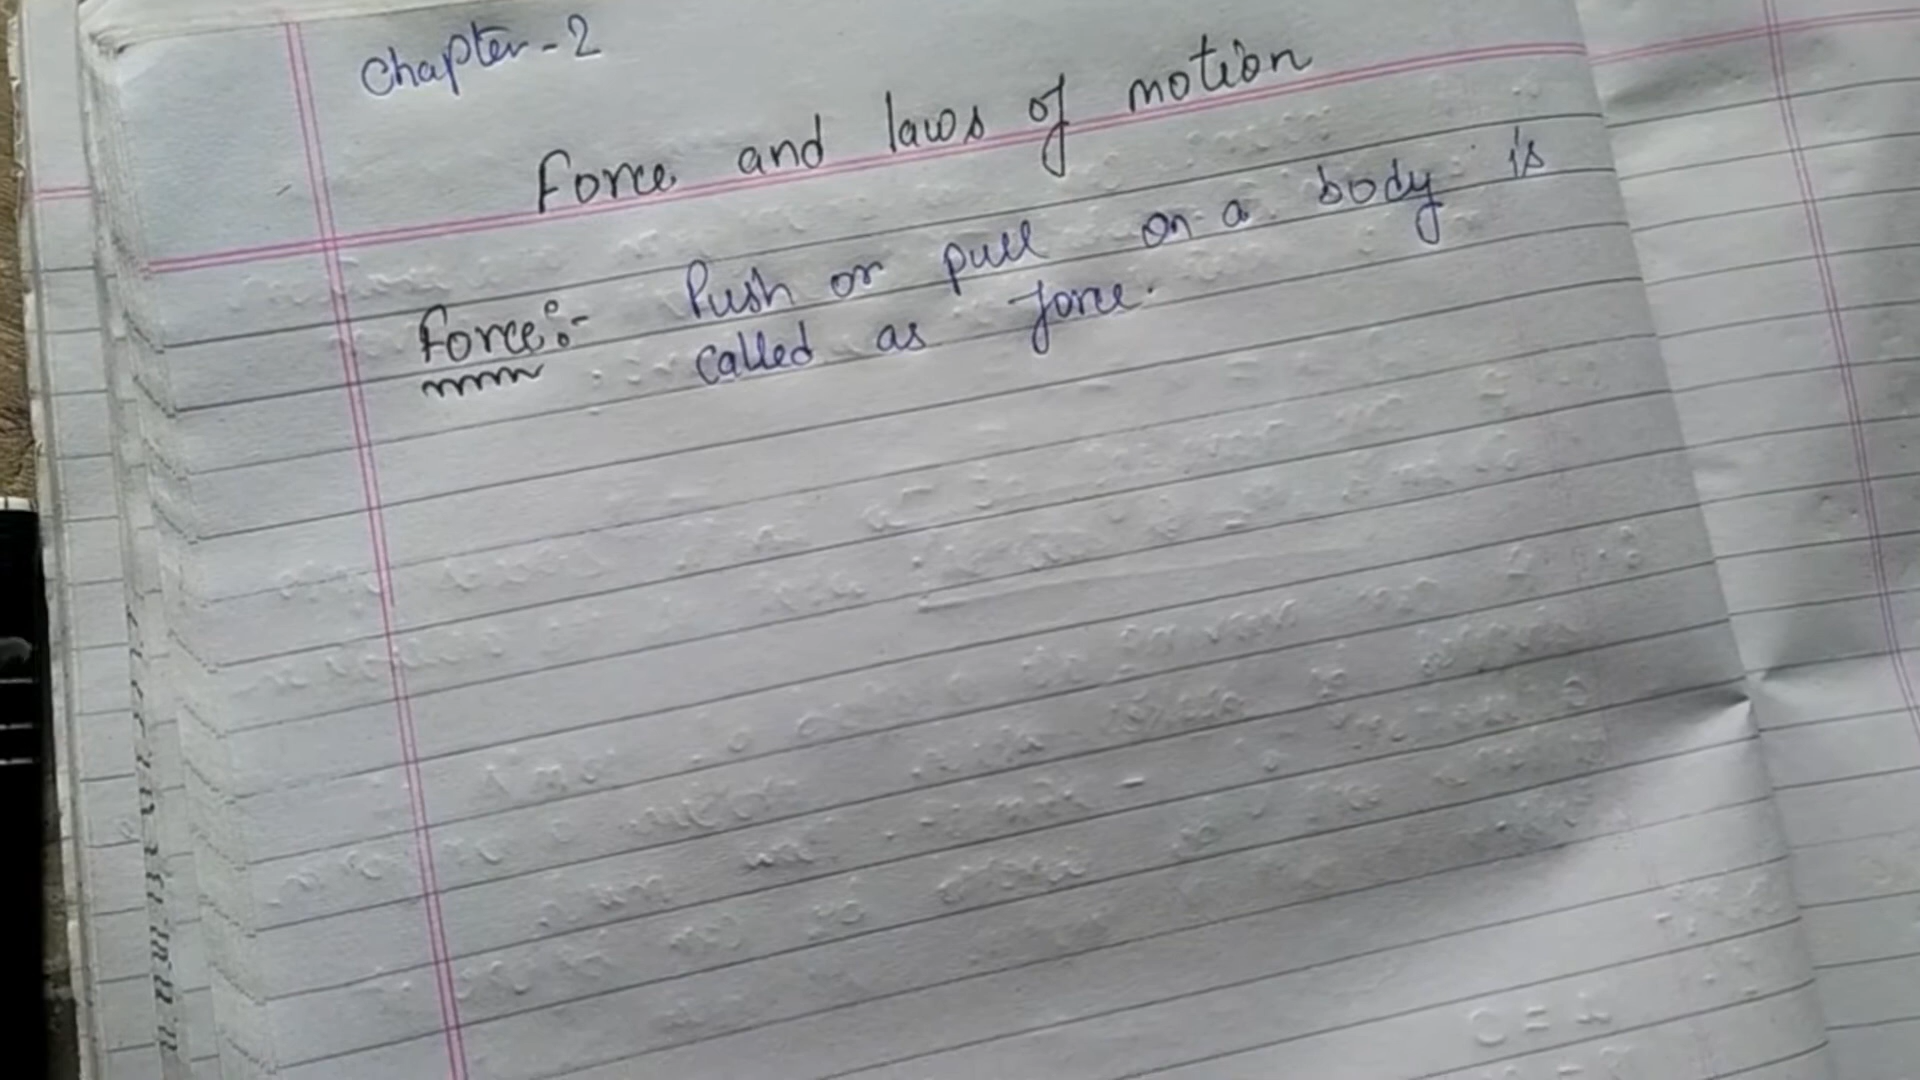 Chapter-2
Force and laws of motion
Force:- Push or pull on a body is
called as force.